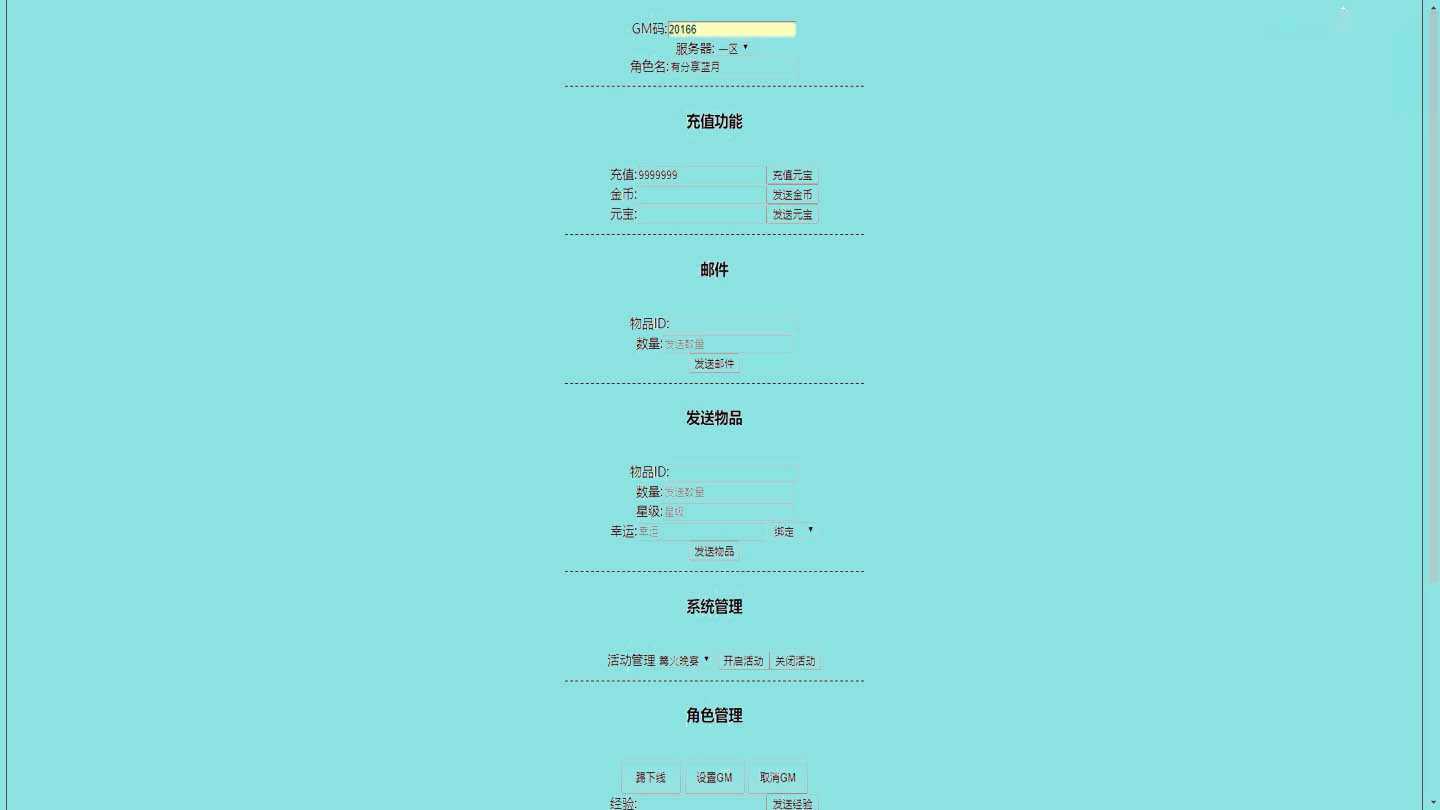 GM码:20166
服务器: 一区
角色名:有分享蓝月
充值功能
充值:9999999 充值元宝
金币: 发送金币
元宝: 发送元宝
邮件
物品ID:
数量:发送数量
发送邮件
发送物品
物品ID:
数量:发送数量
星级:星级
幸运:幸运 绑定
发送物品
系统管理
活动管理 篝火晚宴 开启活动 关闭活动
角色管理
踢下线 设置GM 取消GM
经验: 发送经验